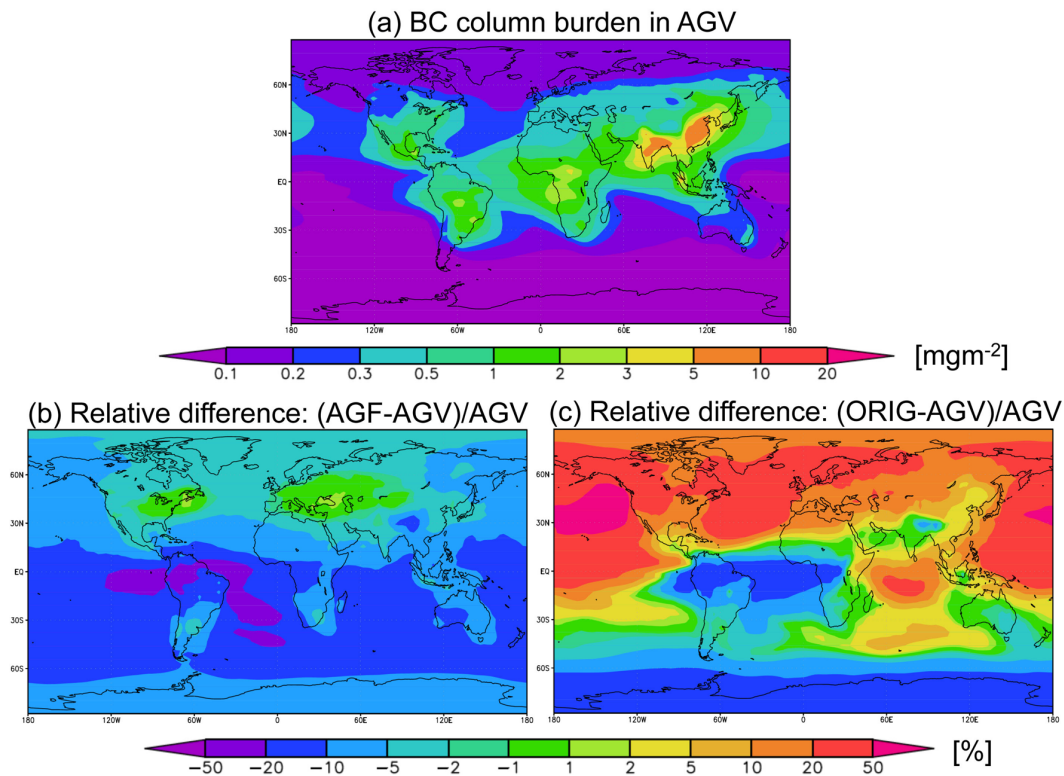 (a) BC column burden in AGV
60N
30N
EQ
30S
60S
180 120W 60W 0 60E 120E 180
0.1 0.2 0.3 0.5 1 2 3 5 10 20 [mgm⁻²]
(b) Relative difference: (AGF-AGV)/AGV
60N
30N
EQ
30S
60S
180 120W 60W 0 60E 120E 180
(c) Relative difference: (ORIG-AGV)/AGV
60N
30N
EQ
30S
60S
180 120W 60W 0 60E 120E 180
−50 −20 −10 −5 −2 −1 1 2 5 10 20 50 [%]